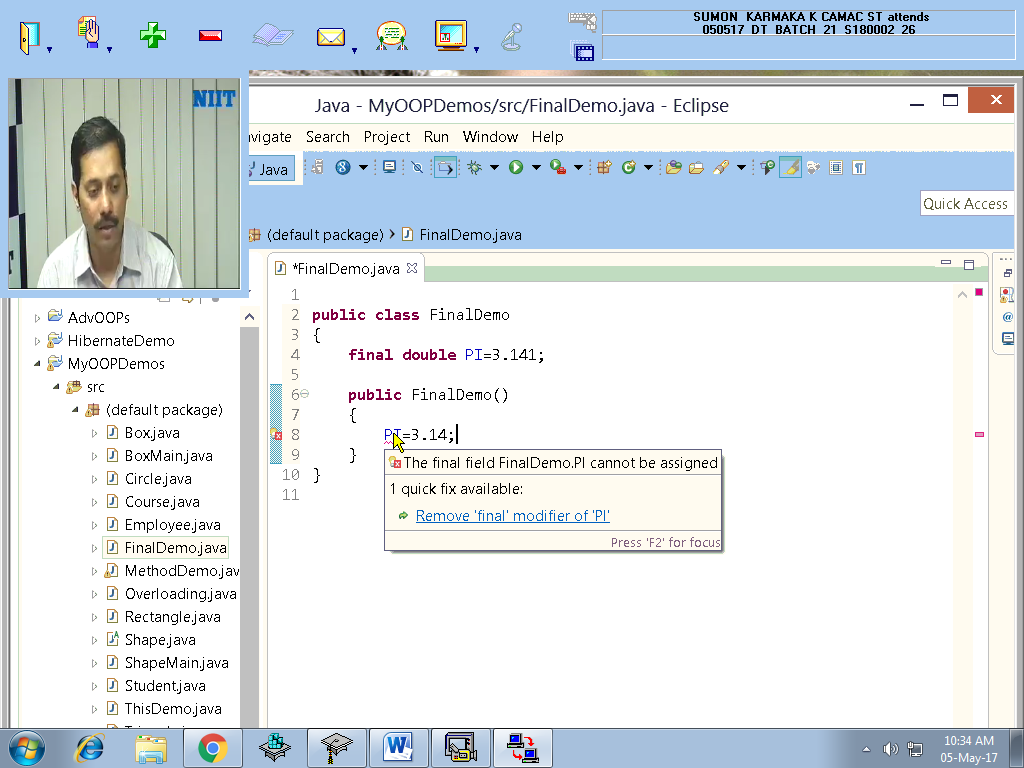 SUMON KARMAKA K CAMAC ST attends
050517 DT BATCH 21 S180002 26
NIIT
Java - MyOOPDemos/src/FinalDemo.java - Eclipse
vigate Search Project Run Window Help
Java
Quick Access
(default package) FinalDemo.java
*FinalDemo.java
1
2 public class FinalDemo
3 {
4 final double PI=3.141;
5
6 public FinalDemo()
7 {
8 PI=3.14;
9 }
10 }
11
The final field FinalDemo.PI cannot be assigned
1 quick fix available:
Remove 'final' modifier of 'PI'
Press 'F2' for focus
AdvOOPs
HibernateDemo
MyOOPDemos
src
(default package)
Box.java
BoxMain.java
Circle.java
Course.java
Employee.java
FinalDemo.java
MethodDemo.jav
Overloading.java
Rectangle.java
Shape.java
ShapeMain.java
Student.java
ThisDemo.java
10:34 AM
05-May-17